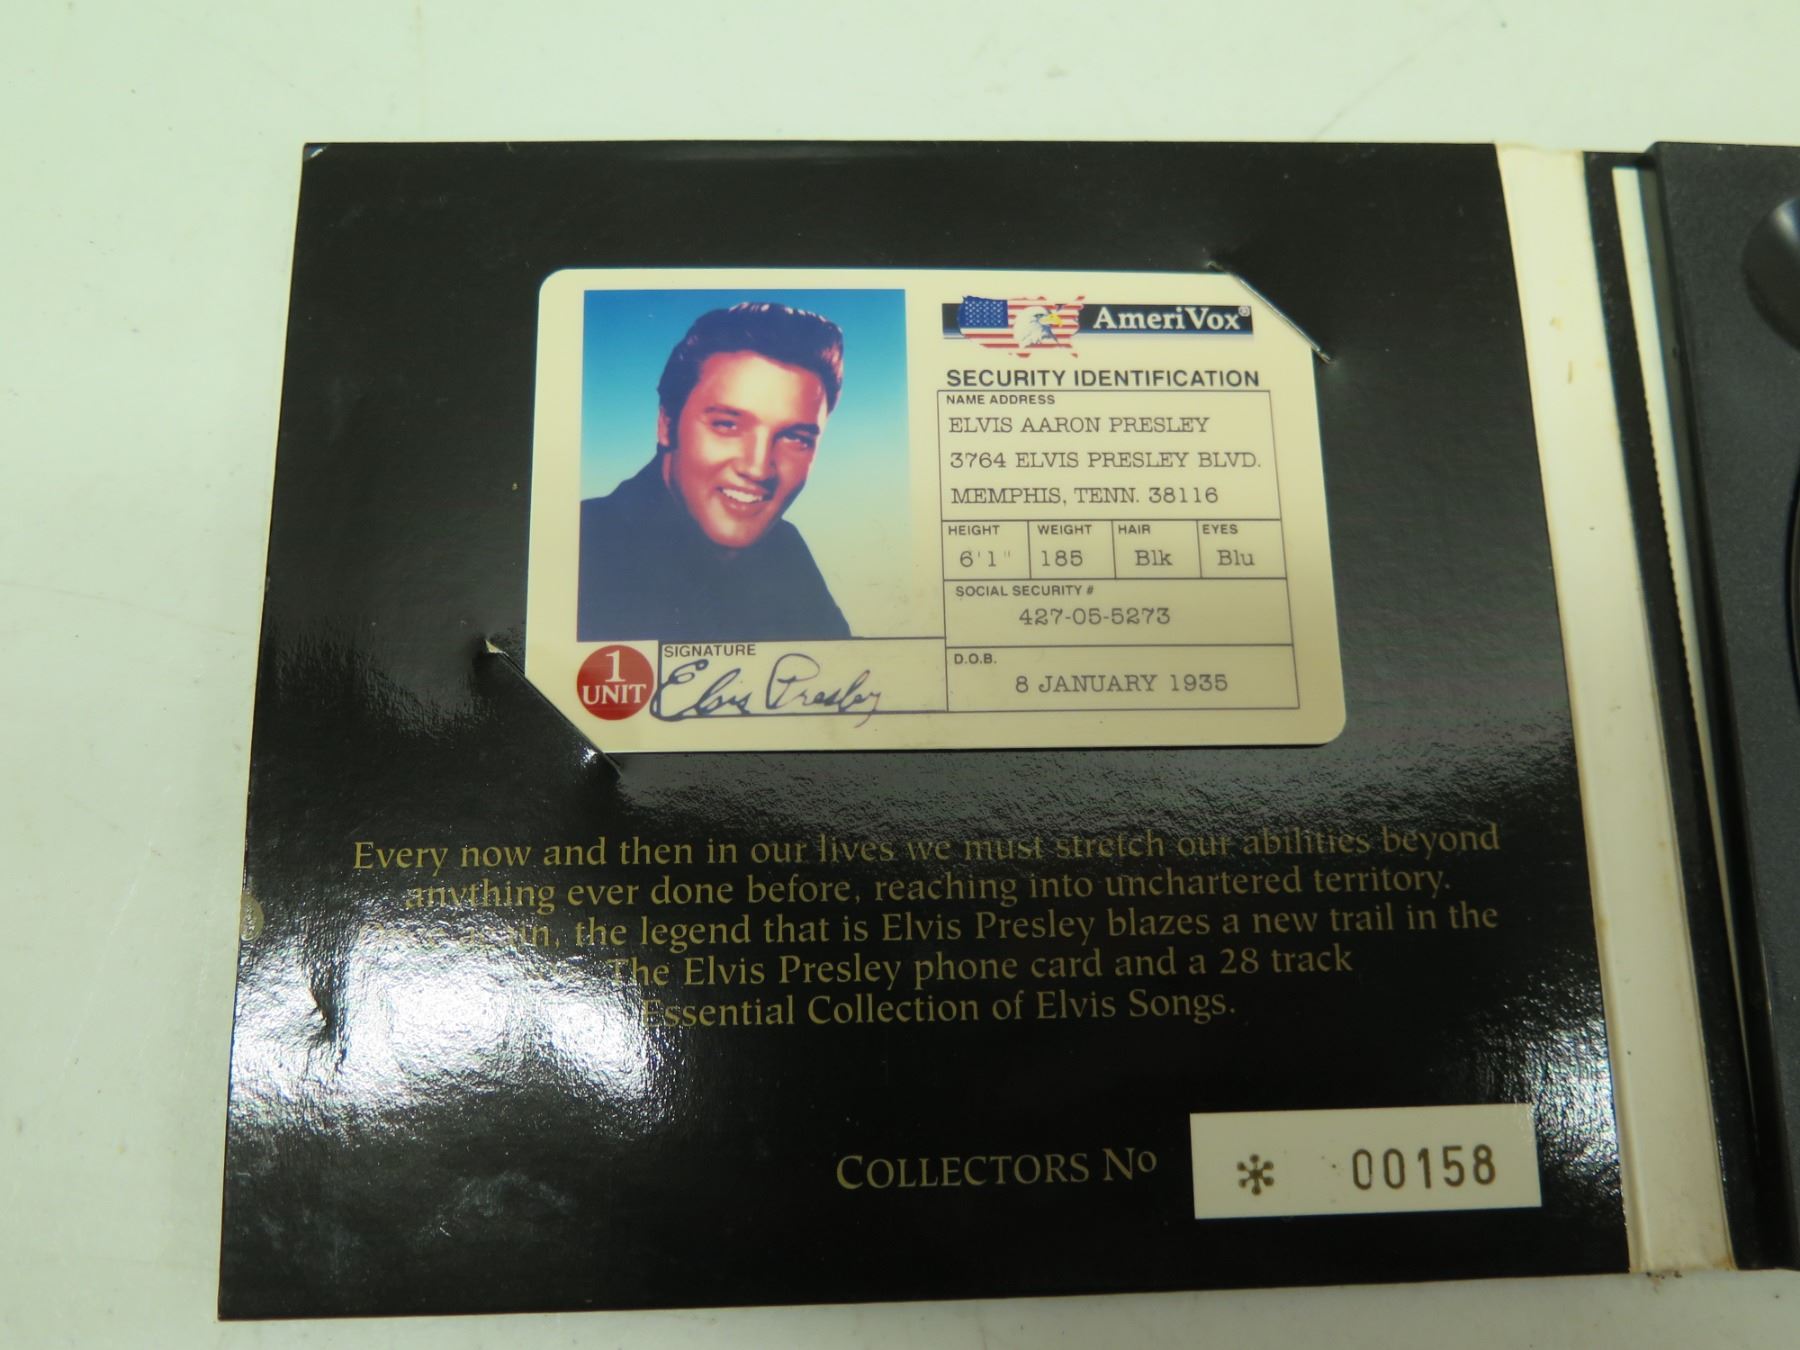 AmeriVox®
SECURITY IDENTIFICATION
NAME ADDRESS
ELVIS AARON PRESLEY
3764 ELVIS PRESLEY BLVD.
MEMPHIS, TENN. 38116
HEIGHT WEIGHT HAIR EYES
6'1" 185 Blk Blu
SOCIAL SECURITY #
427-05-5273
D.O.B.
8 JANUARY 1935
1
UNIT
SIGNATURE
Elvis Presley
Every now and then in our lives we must stretch our abilities beyond
anything ever done before, reaching into unchartered territory.
the legend that is Elvis Presley blazes a new trail in the
The Elvis Presley phone card and a 28 track
Essential Collection of Elvis Songs.
COLLECTORS No
* 00158